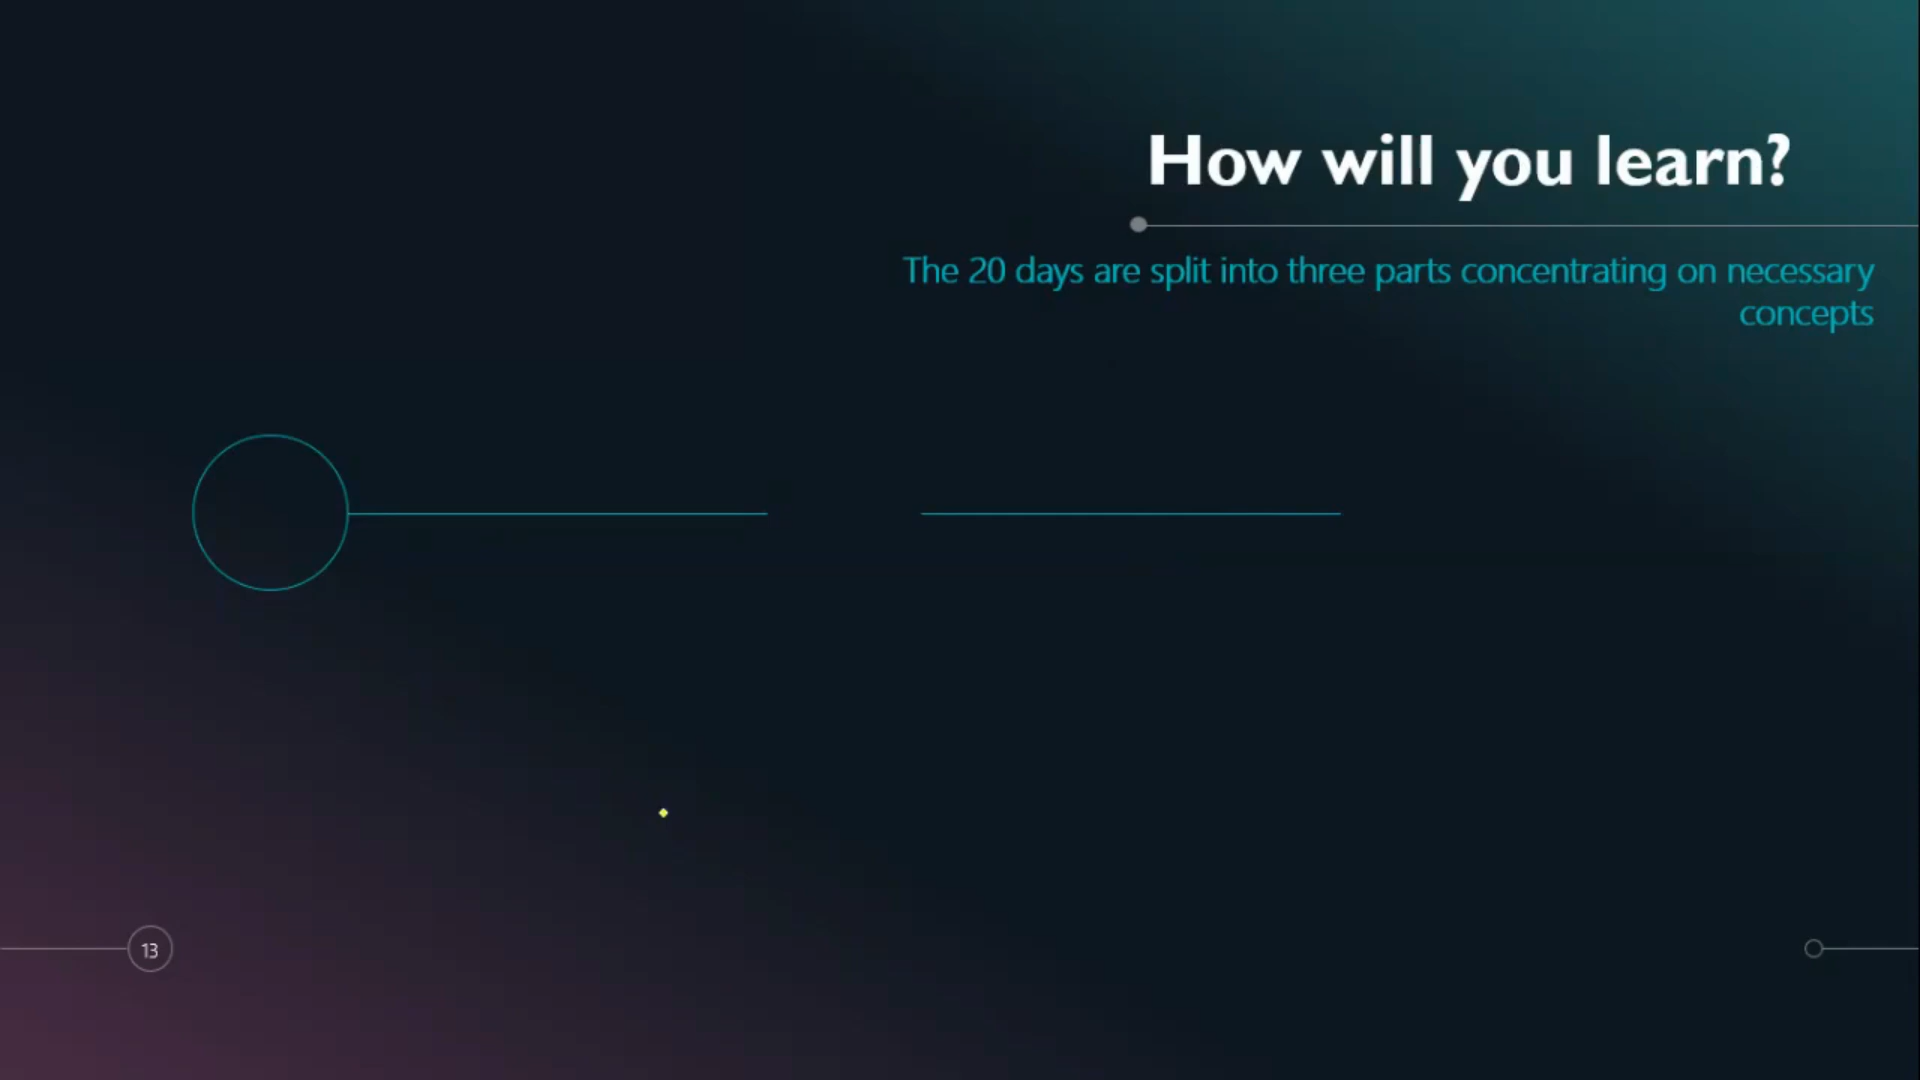 How will you learn?
The 20 days are split into three parts concentrating on necessary
concepts
13